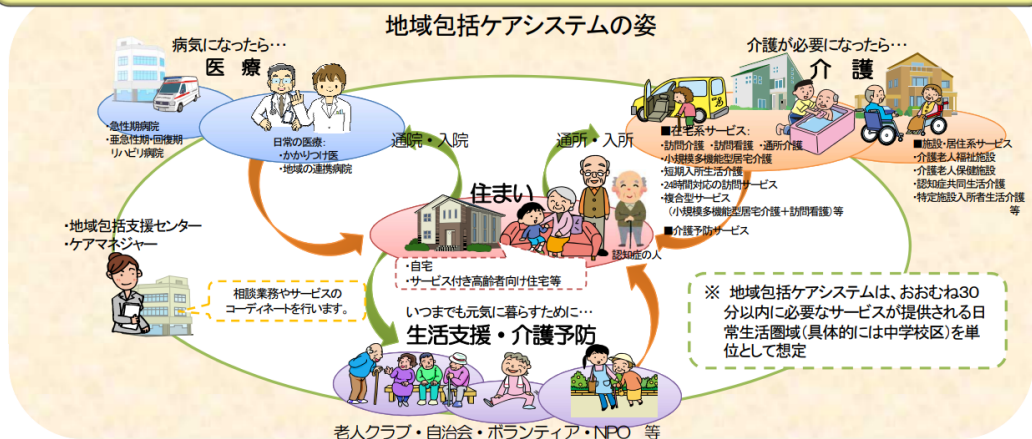 地域包括ケアシステムの姿
病気になったら…
医 療
・急性期病院
・亜急性期・回復期
リハビリ病院
日常の医療：
・かかりつけ医
・地域の連携病院
通院・入院
通所・入所
介護が必要になったら…
介 護
■在宅系サービス：
・訪問介護 ・訪問看護 ・通所介護
・小規模多機能型居宅介護
・短期入所生活介護
・24時間対応の訪問サービス
・複合型サービス
（小規模多機能型居宅介護＋訪問看護）等
■介護予防サービス
■施設・居住系サービス
・介護老人福祉施設
・介護老人保健施設
・認知症共同生活介護
・特定施設入所者生活介護
等
住まい
認知症の人
・自宅
・サービス付き高齢者向け住宅等
・地域包括支援センター
・ケアマネジャー
相談業務やサービスの
コーディネートを行います。
いつまでも元気に暮らすために…
生活支援・介護予防
老人クラブ・自治会・ボランティア・NPO 等
※ 地域包括ケアシステムは、おおむね30
分以内に必要なサービスが提供される日
常生活圏域（具体的には中学校区）を単
位として想定